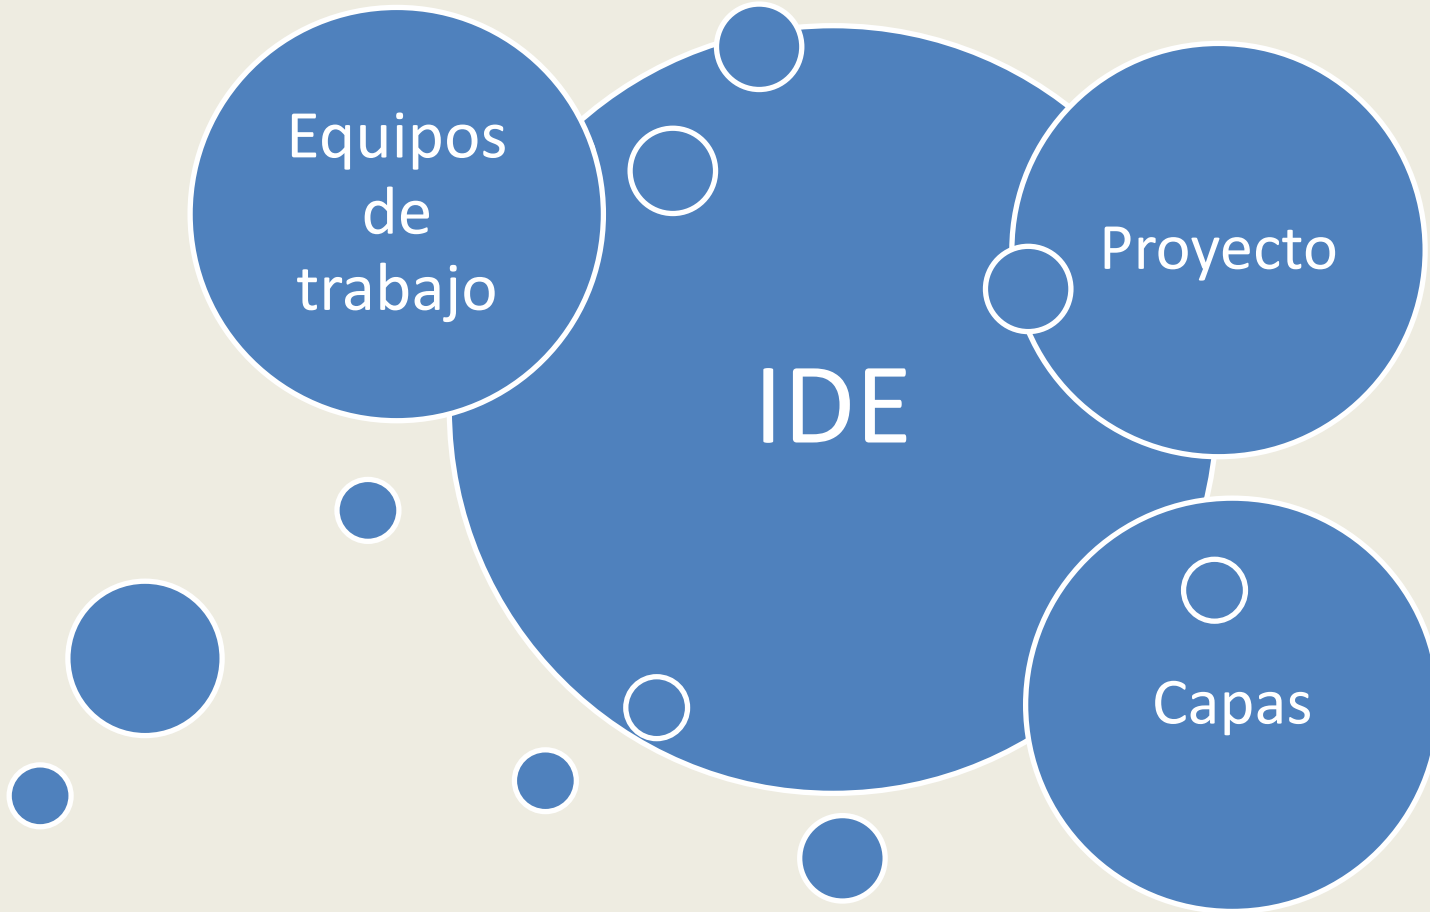 Equipos
de
trabajo
Proyecto
IDE
Capas